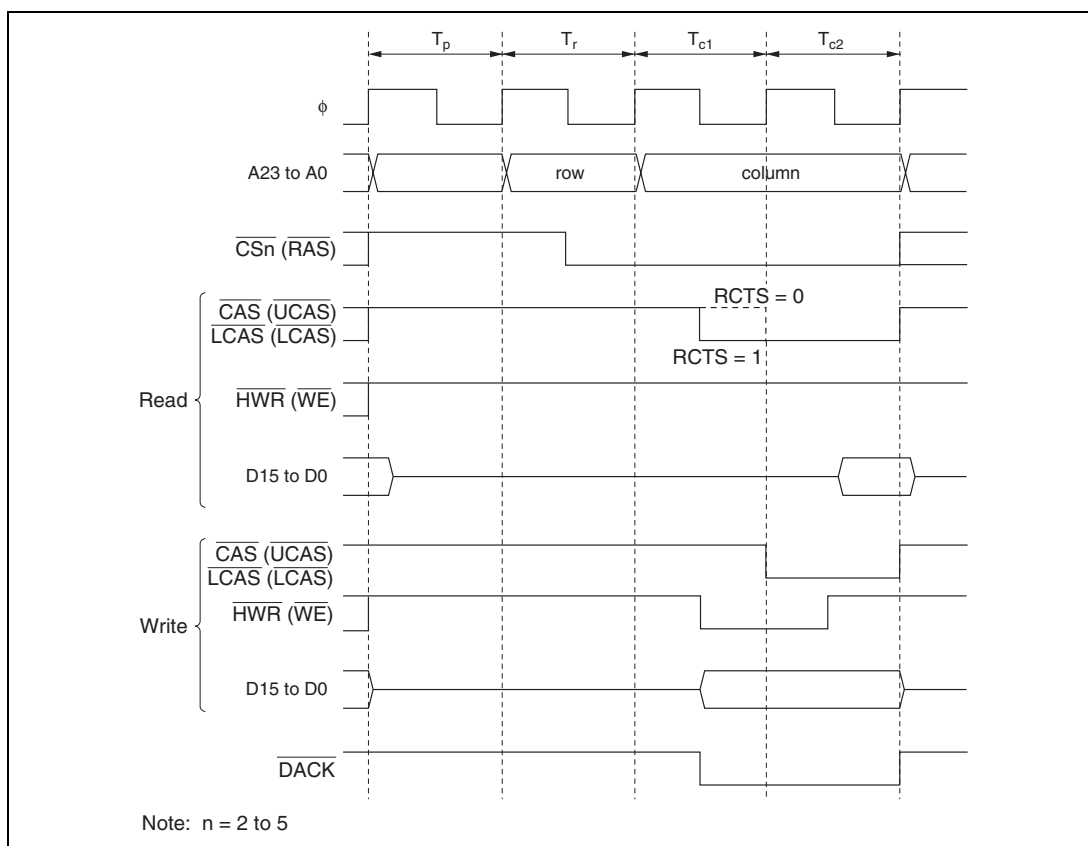 Tp Tr Tc1 Tc2
φ
A23 to A0 row column
CSn (RAS)
RCTS = 0
CAS (UCAS)
LCAS (LCAS)
RCTS = 1
Read HWR (WE)
D15 to D0
CAS (UCAS)
LCAS (LCAS)
HWR (WE)
Write
D15 to D0
DACK
Note: n = 2 to 5